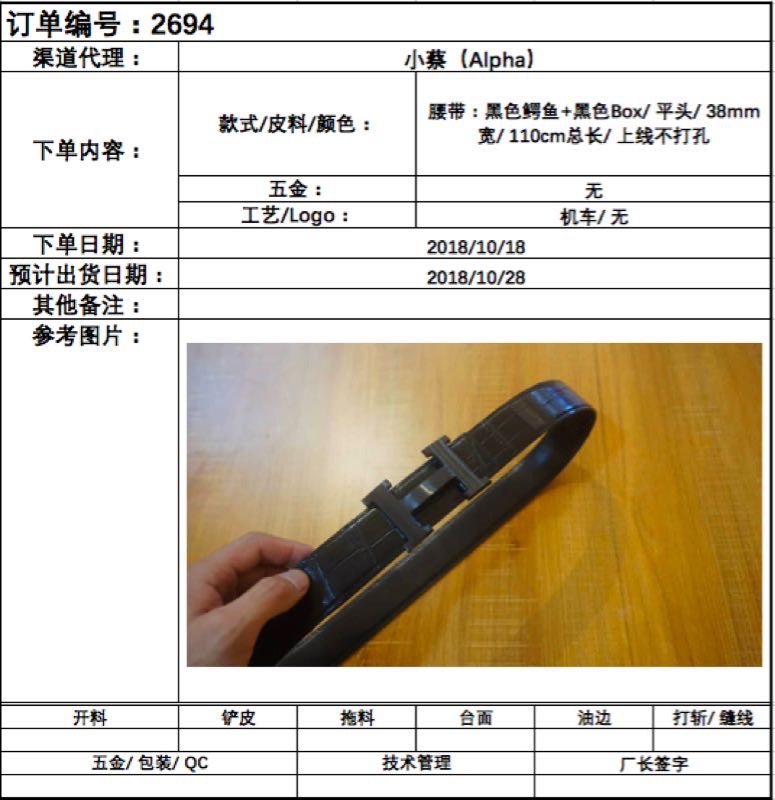 订单编号：2694
渠道代理： 小蔡（Alpha）
下单内容：
款式/皮料/颜色： 腰带：黑色鳄鱼+黑色Box/ 平头/ 38mm
宽/ 110cm总长/ 上线不打孔
五金： 无
工艺/Logo： 机车/ 无
下单日期： 2018/10/18
预计出货日期： 2018/10/28
其他备注：
参考图片：
开料 铲皮 拖料 台面 油边 打斩/ 缝线
五金/ 包装/ QC 技术管理 厂长签字